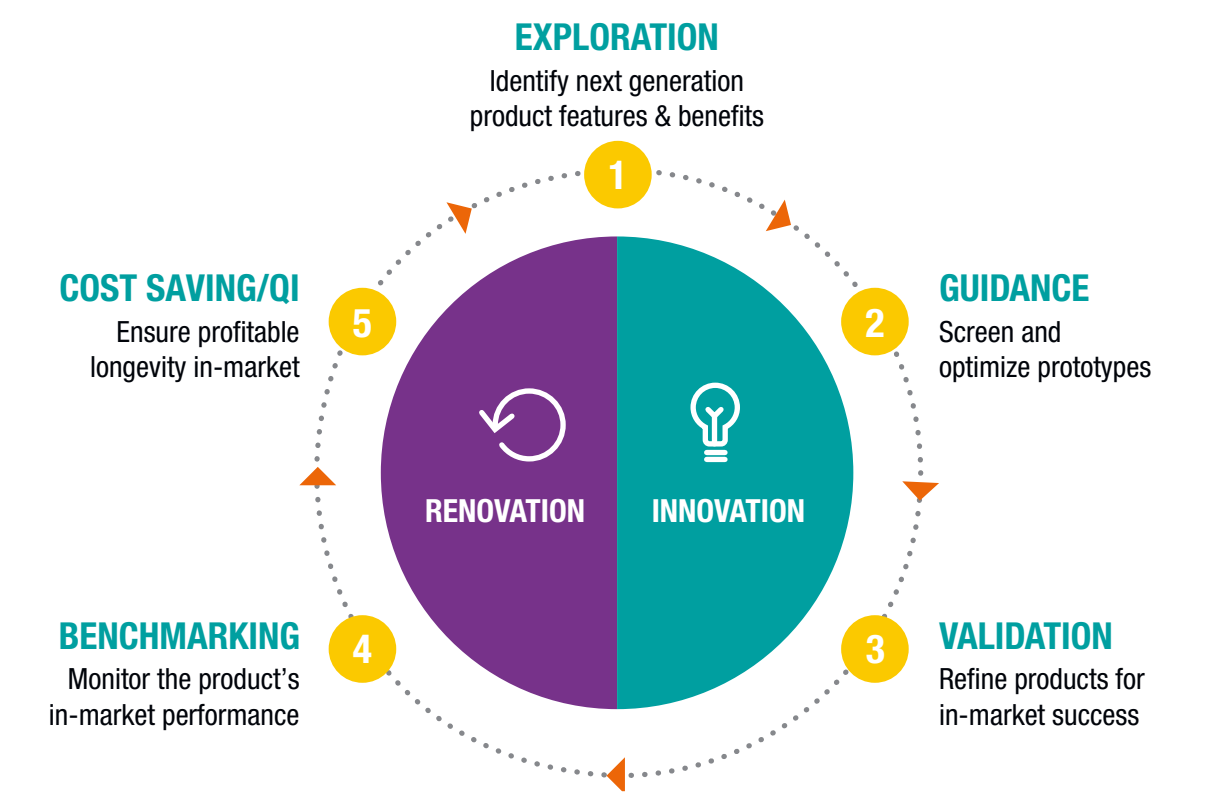 EXPLORATION
Identify next generation
product features & benefits
1
GUIDANCE
2
Screen and
optimize prototypes
VALIDATION
3
Refine products for
in-market success
BENCHMARKING
4
Monitor the product's
in-market performance
COST SAVING/QI
5
Ensure profitable
longevity in-market
RENOVATION
INNOVATION